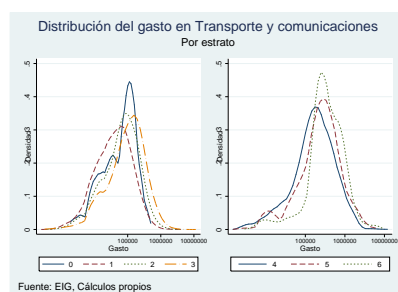 Distribución del gasto en Transporte y comunicaciones
Por estrato
.5
.4
.3
.2
.1
0
Densidad
100000 1000000 10000000
Gasto
0 1 2 3
.5
.4
.3
.2
.1
0
Densidad
100000 1000000 10000000
Gasto
4 5 6
Fuente: EIG, Cálculos propios